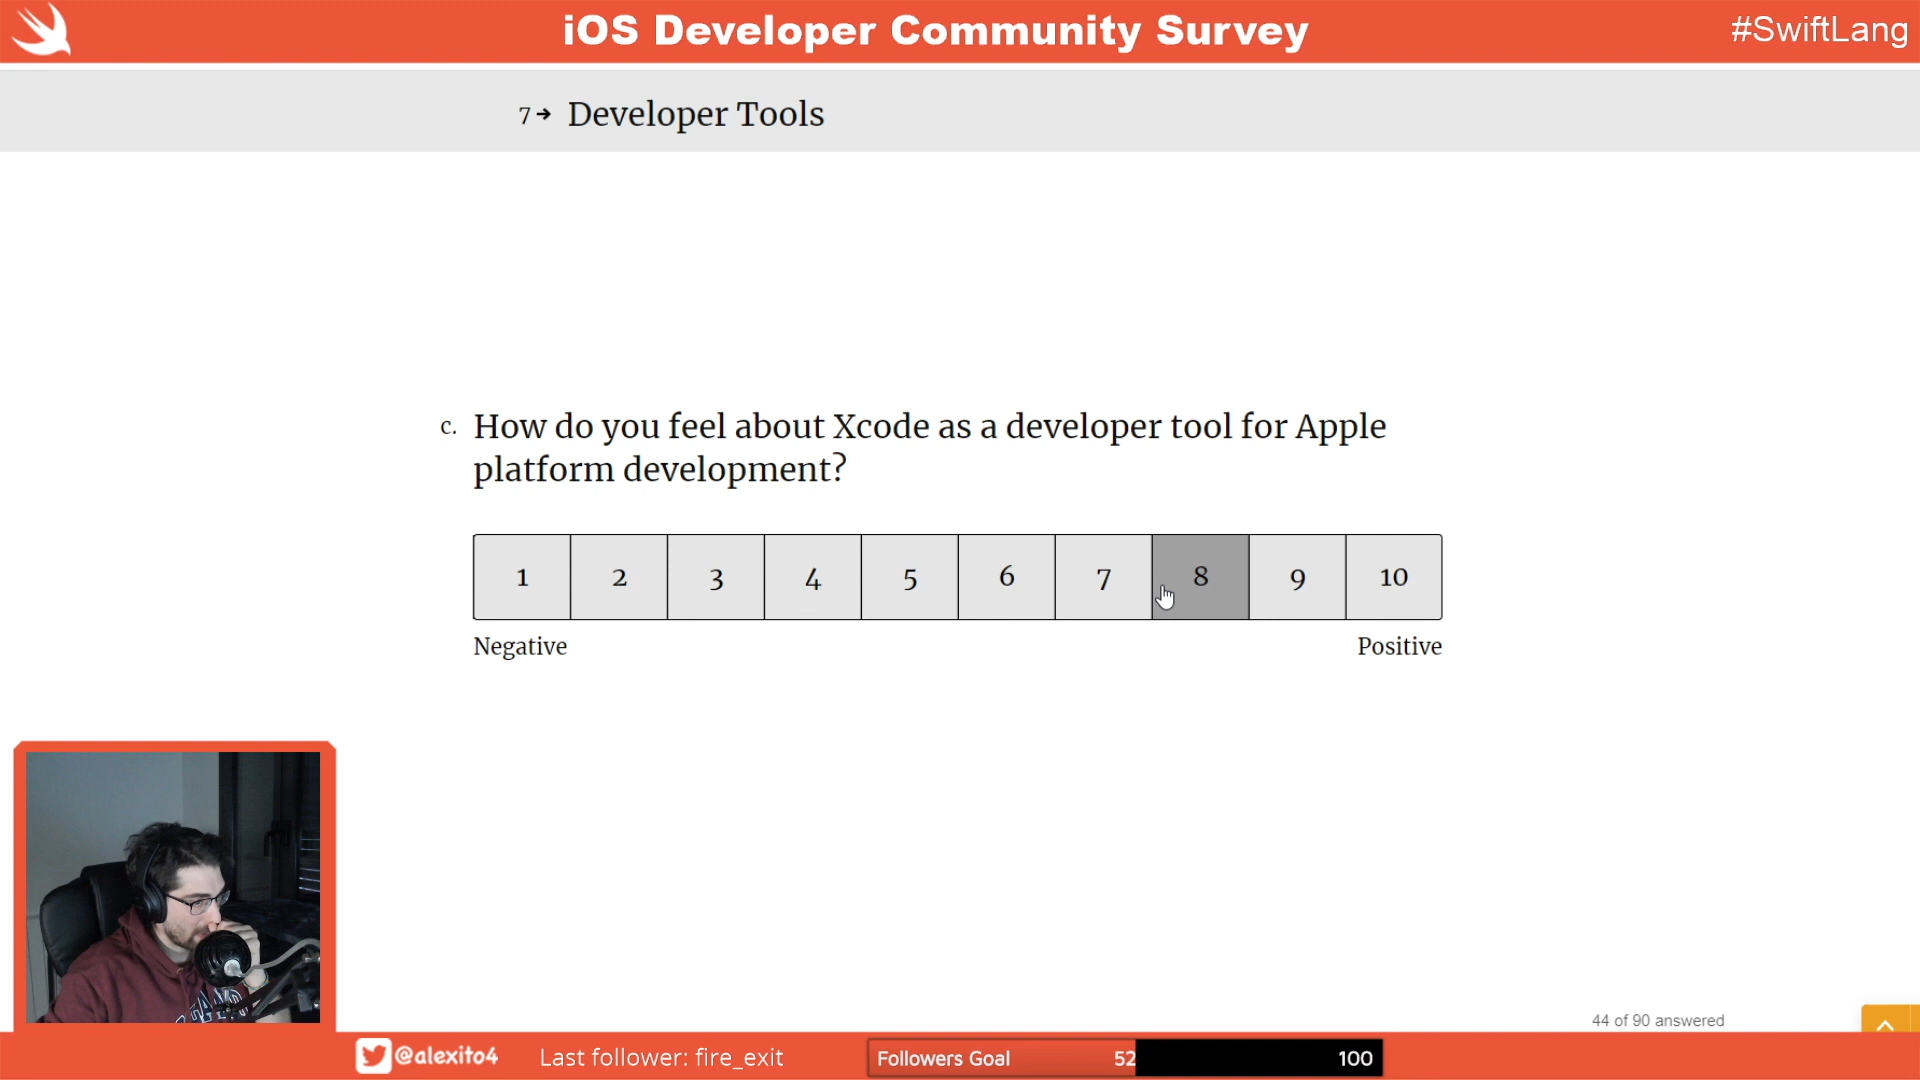 iOS Developer Community Survey
#SwiftLang
7→ Developer Tools
c. How do you feel about Xcode as a developer tool for Apple
platform development?
1 2 3 4 5 6 7 8 9 10
Negative Positive
44 of 90 answered
@alexito4 Last follower: fire_exit Followers Goal 52 100